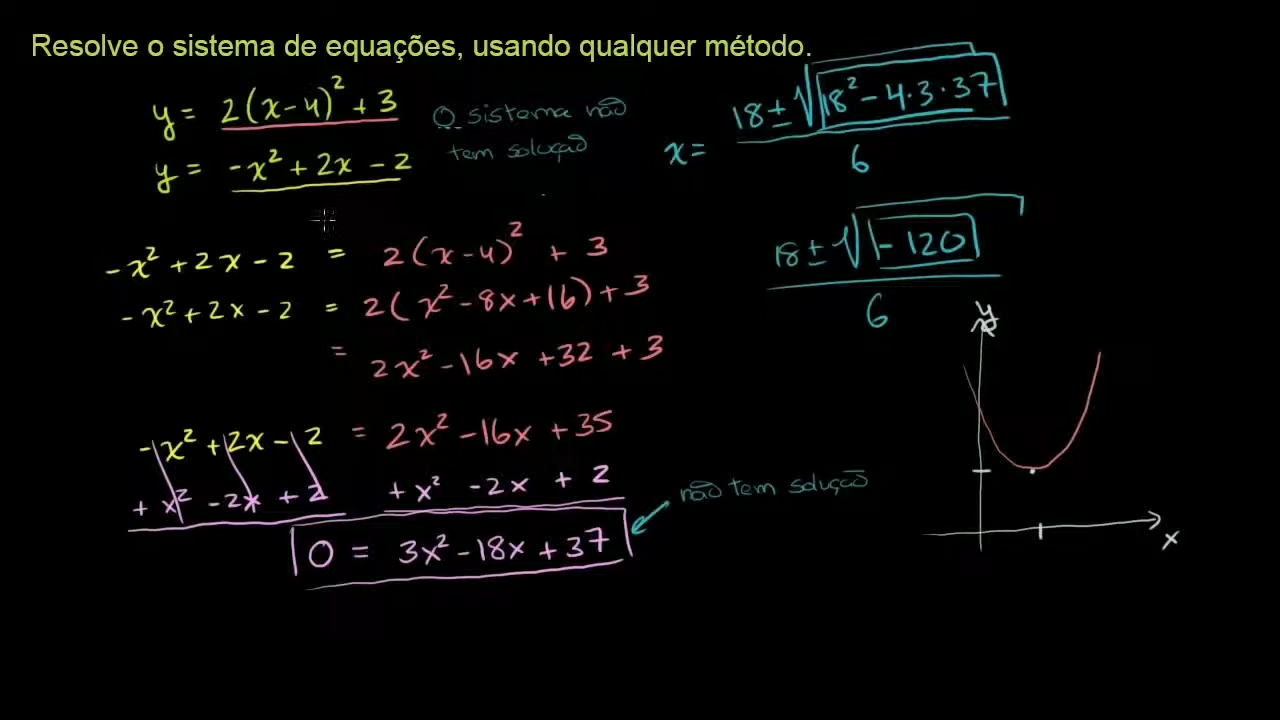 Resolve o sistema de equações, usando qualquer método.
y = 2(x-4)² + 3
y = -x² + 2x - 2
O sistema não
tem solução
x = (18 ± √(18² - 4·3·37)) / 6
(18 ± √(-120)) / 6
-x² + 2x - 2 = 2(x-4)² + 3
-x² + 2x - 2 = 2(x² - 8x + 16) + 3
= 2x² - 16x + 32 + 3
-x² + 2x - 2 = 2x² - 16x + 35
+ x² - 2x + 2 + x² - 2x + 2
0 = 3x² - 18x + 37
não tem solução
y
x